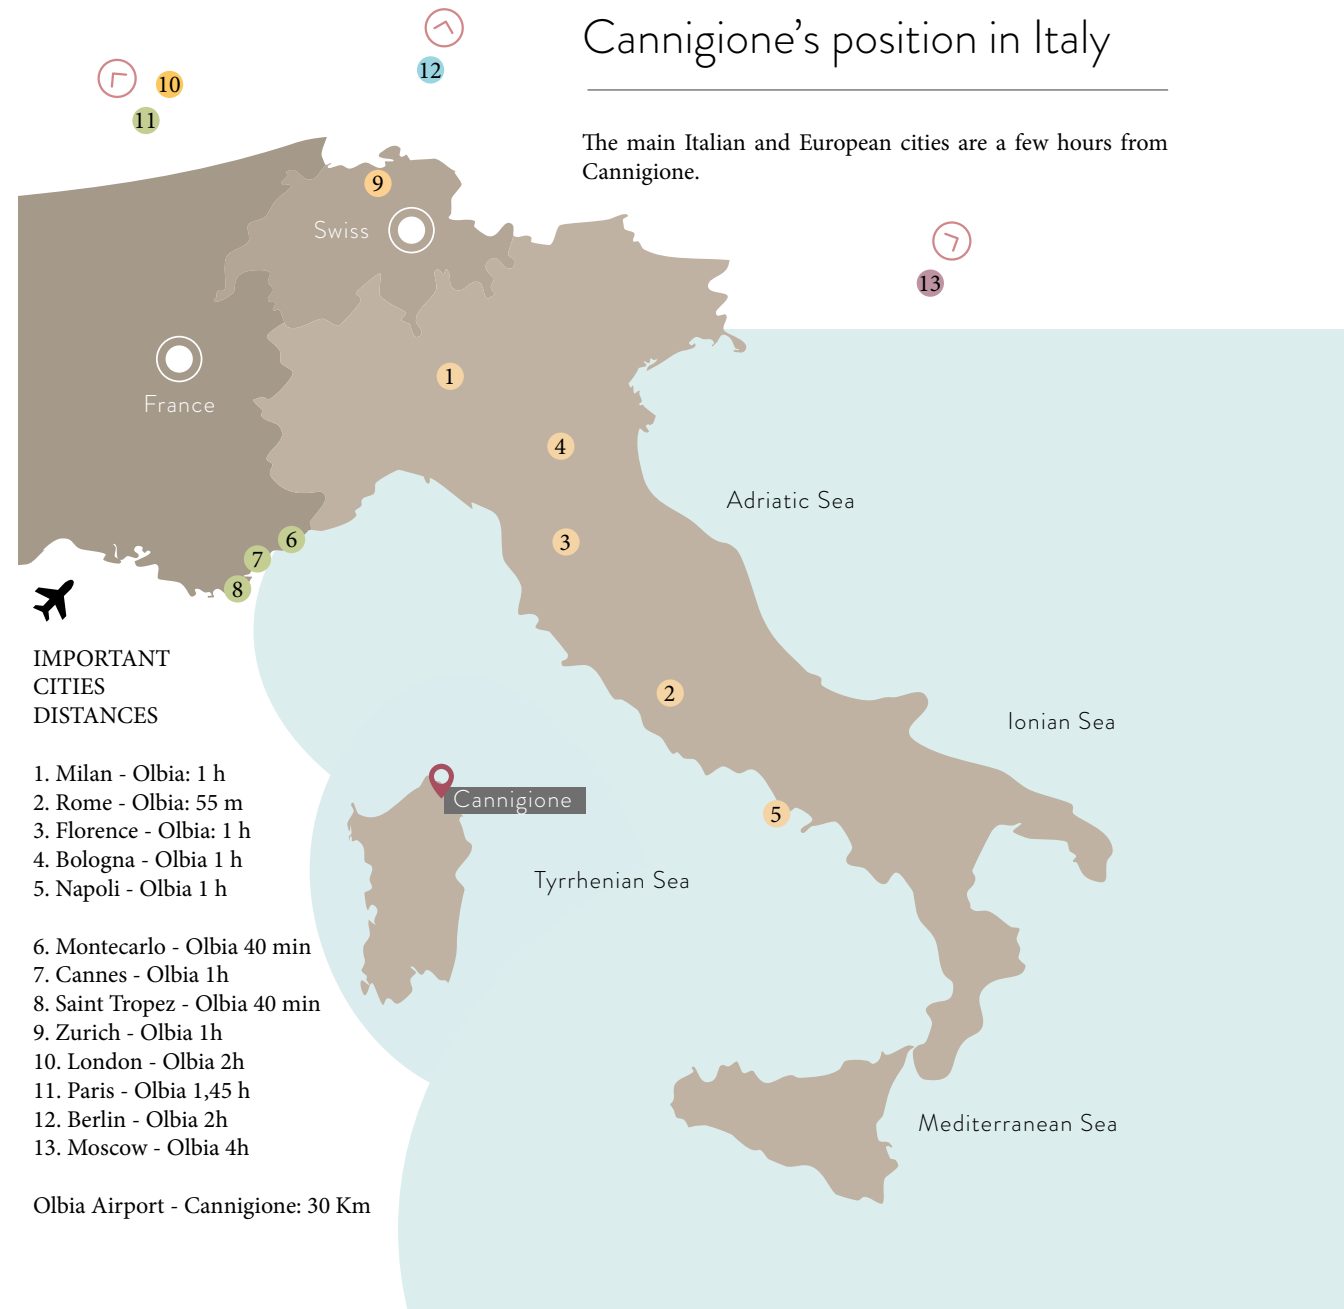 Cannigione's position in Italy
The main Italian and European cities are a few hours from
Cannigione.
12
10
11
9
Swiss
13
France
1
4
Adriatic Sea
3
6
7
8
2
Ionian Sea
Cannigione
5
Tyrrhenian Sea
Mediterranean Sea
IMPORTANT
CITIES
DISTANCES
1. Milan - Olbia: 1 h
2. Rome - Olbia: 55 m
3. Florence - Olbia: 1 h
4. Bologna - Olbia 1 h
5. Napoli - Olbia 1 h
6. Montecarlo - Olbia 40 min
7. Cannes - Olbia 1h
8. Saint Tropez - Olbia 40 min
9. Zurich - Olbia 1h
10. London - Olbia 2h
11. Paris - Olbia 1,45 h
12. Berlin - Olbia 2h
13. Moscow - Olbia 4h
Olbia Airport - Cannigione: 30 Km